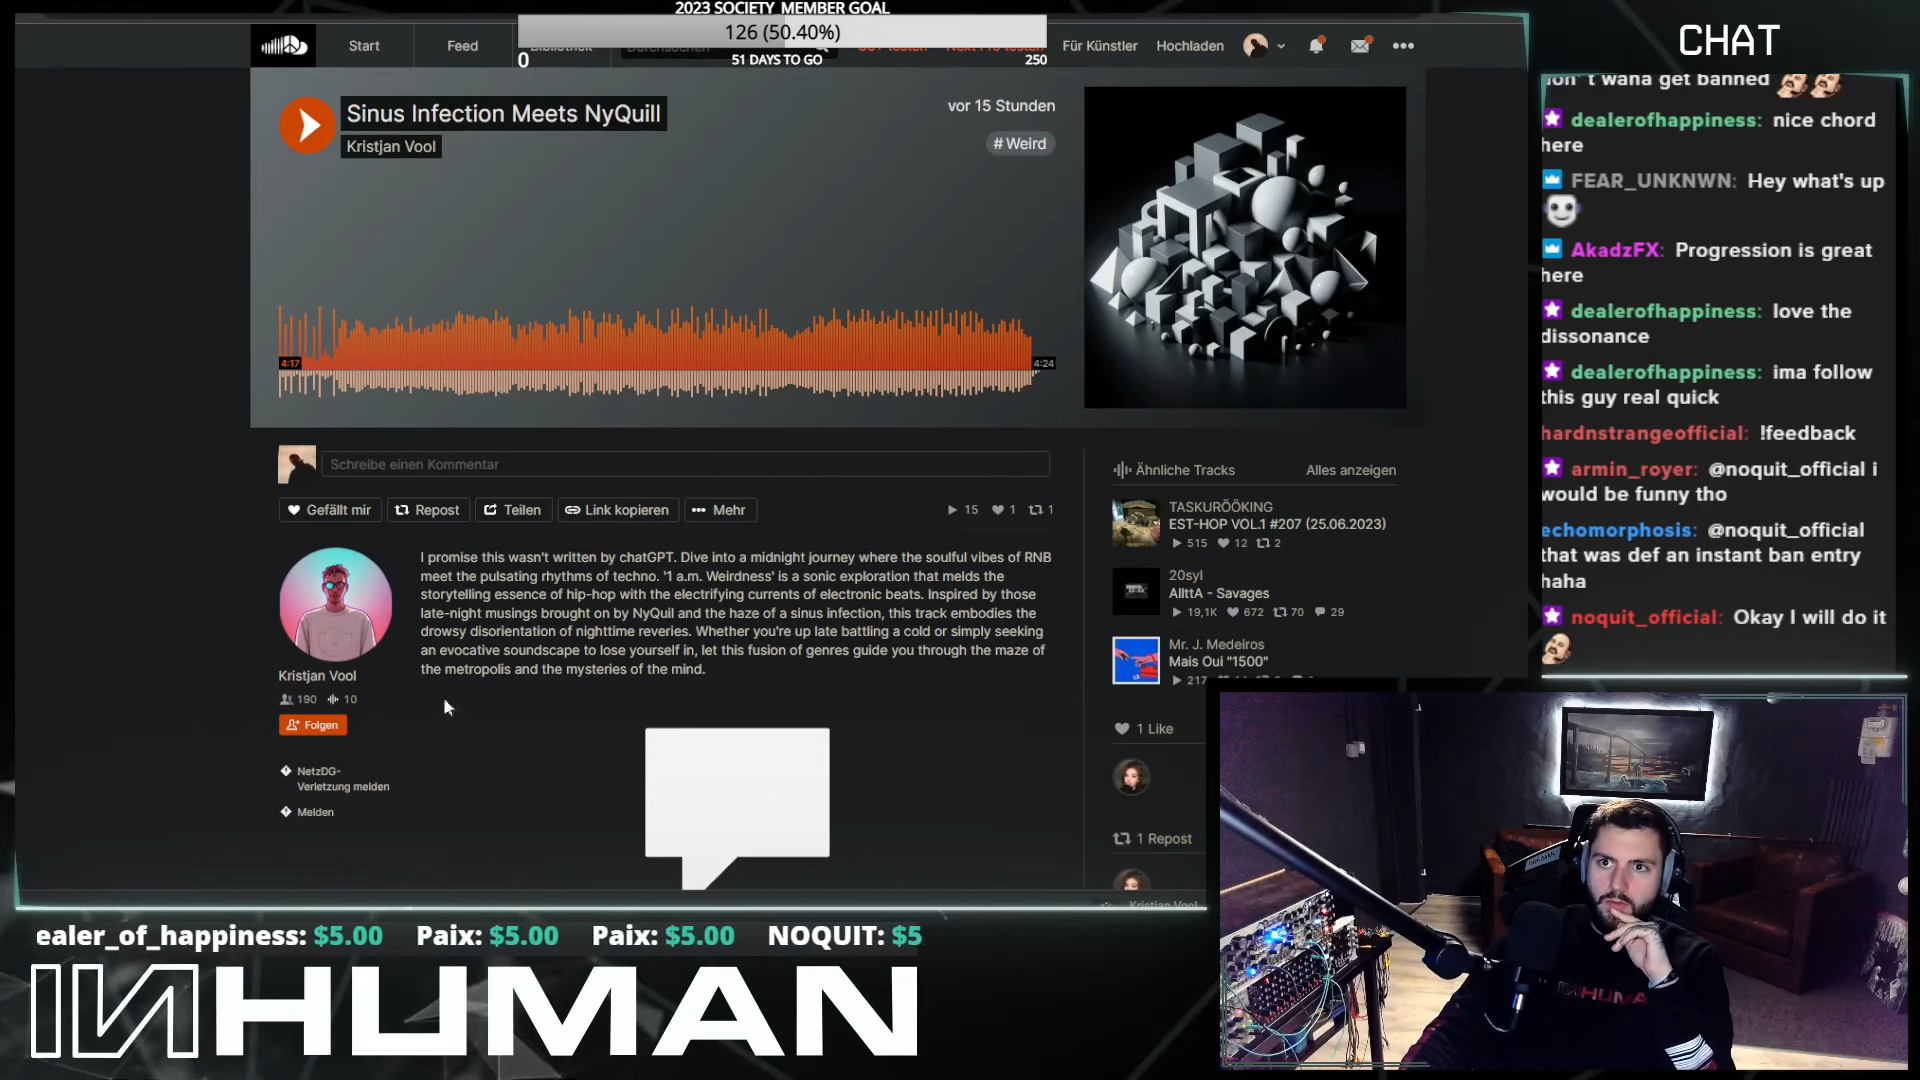 2023 SOCIETY MEMBER GOAL
126 (50.40%)
0
51 DAYS TO GO
250
Start
Feed
Für Künstler
Hochladen
Sinus Infection Meets NyQuill
Kristjan Vool
vor 15 Stunden
# Weird
4:17
4:24
Schreibe einen Kommentar
Gefällt mir
Repost
Teilen
Link kopieren
Mehr
15
1
1
I promise this wasn't written by chatGPT. Dive into a midnight journey where the soulful vibes of RNB
meet the pulsating rhythms of techno. '1 a.m. Weirdness' is a sonic exploration that melds the
storytelling essence of hip-hop with the electrifying currents of electronic beats. Inspired by those
late-night musings brought on by NyQuil and the haze of a sinus infection, this track embodies the
drowsy disorientation of nighttime reveries. Whether you're up late battling a cold or simply seeking
an evocative soundscape to lose yourself in, let this fusion of genres guide you through the maze of
the metropolis and the mysteries of the mind.
Kristjan Vool
190
10
Folgen
NetzDG-
Verletzung melden
Melden
Ähnliche Tracks
Alles anzeigen
TASKURÖÖKING
EST-HOP VOL.1 #207 (25.06.2023)
515
12
2
20syl
AllttA - Savages
19,1K
672
70
29
Mr. J. Medeiros
Mais Oui "1500"
217
1 Like
1 Repost
Kristjan Vool
CHAT
don't wana get banned
dealerofhappiness: nice chord
here
FEAR_UNKNWN: Hey what's up
AkadzFX: Progression is great
here
dealerofhappiness: love the
dissonance
dealerofhappiness: ima follow
this guy real quick
hardnstrangeofficial: !feedback
armin_royer: @noquit_official i
would be funny tho
echomorphosis: @noquit_official
that was def an instant ban entry
haha
noquit_official: Okay I will do it
ealer_of_happiness: $5.00
Paix: $5.00
Paix: $5.00
NOQUIT: $5
INHUMAN